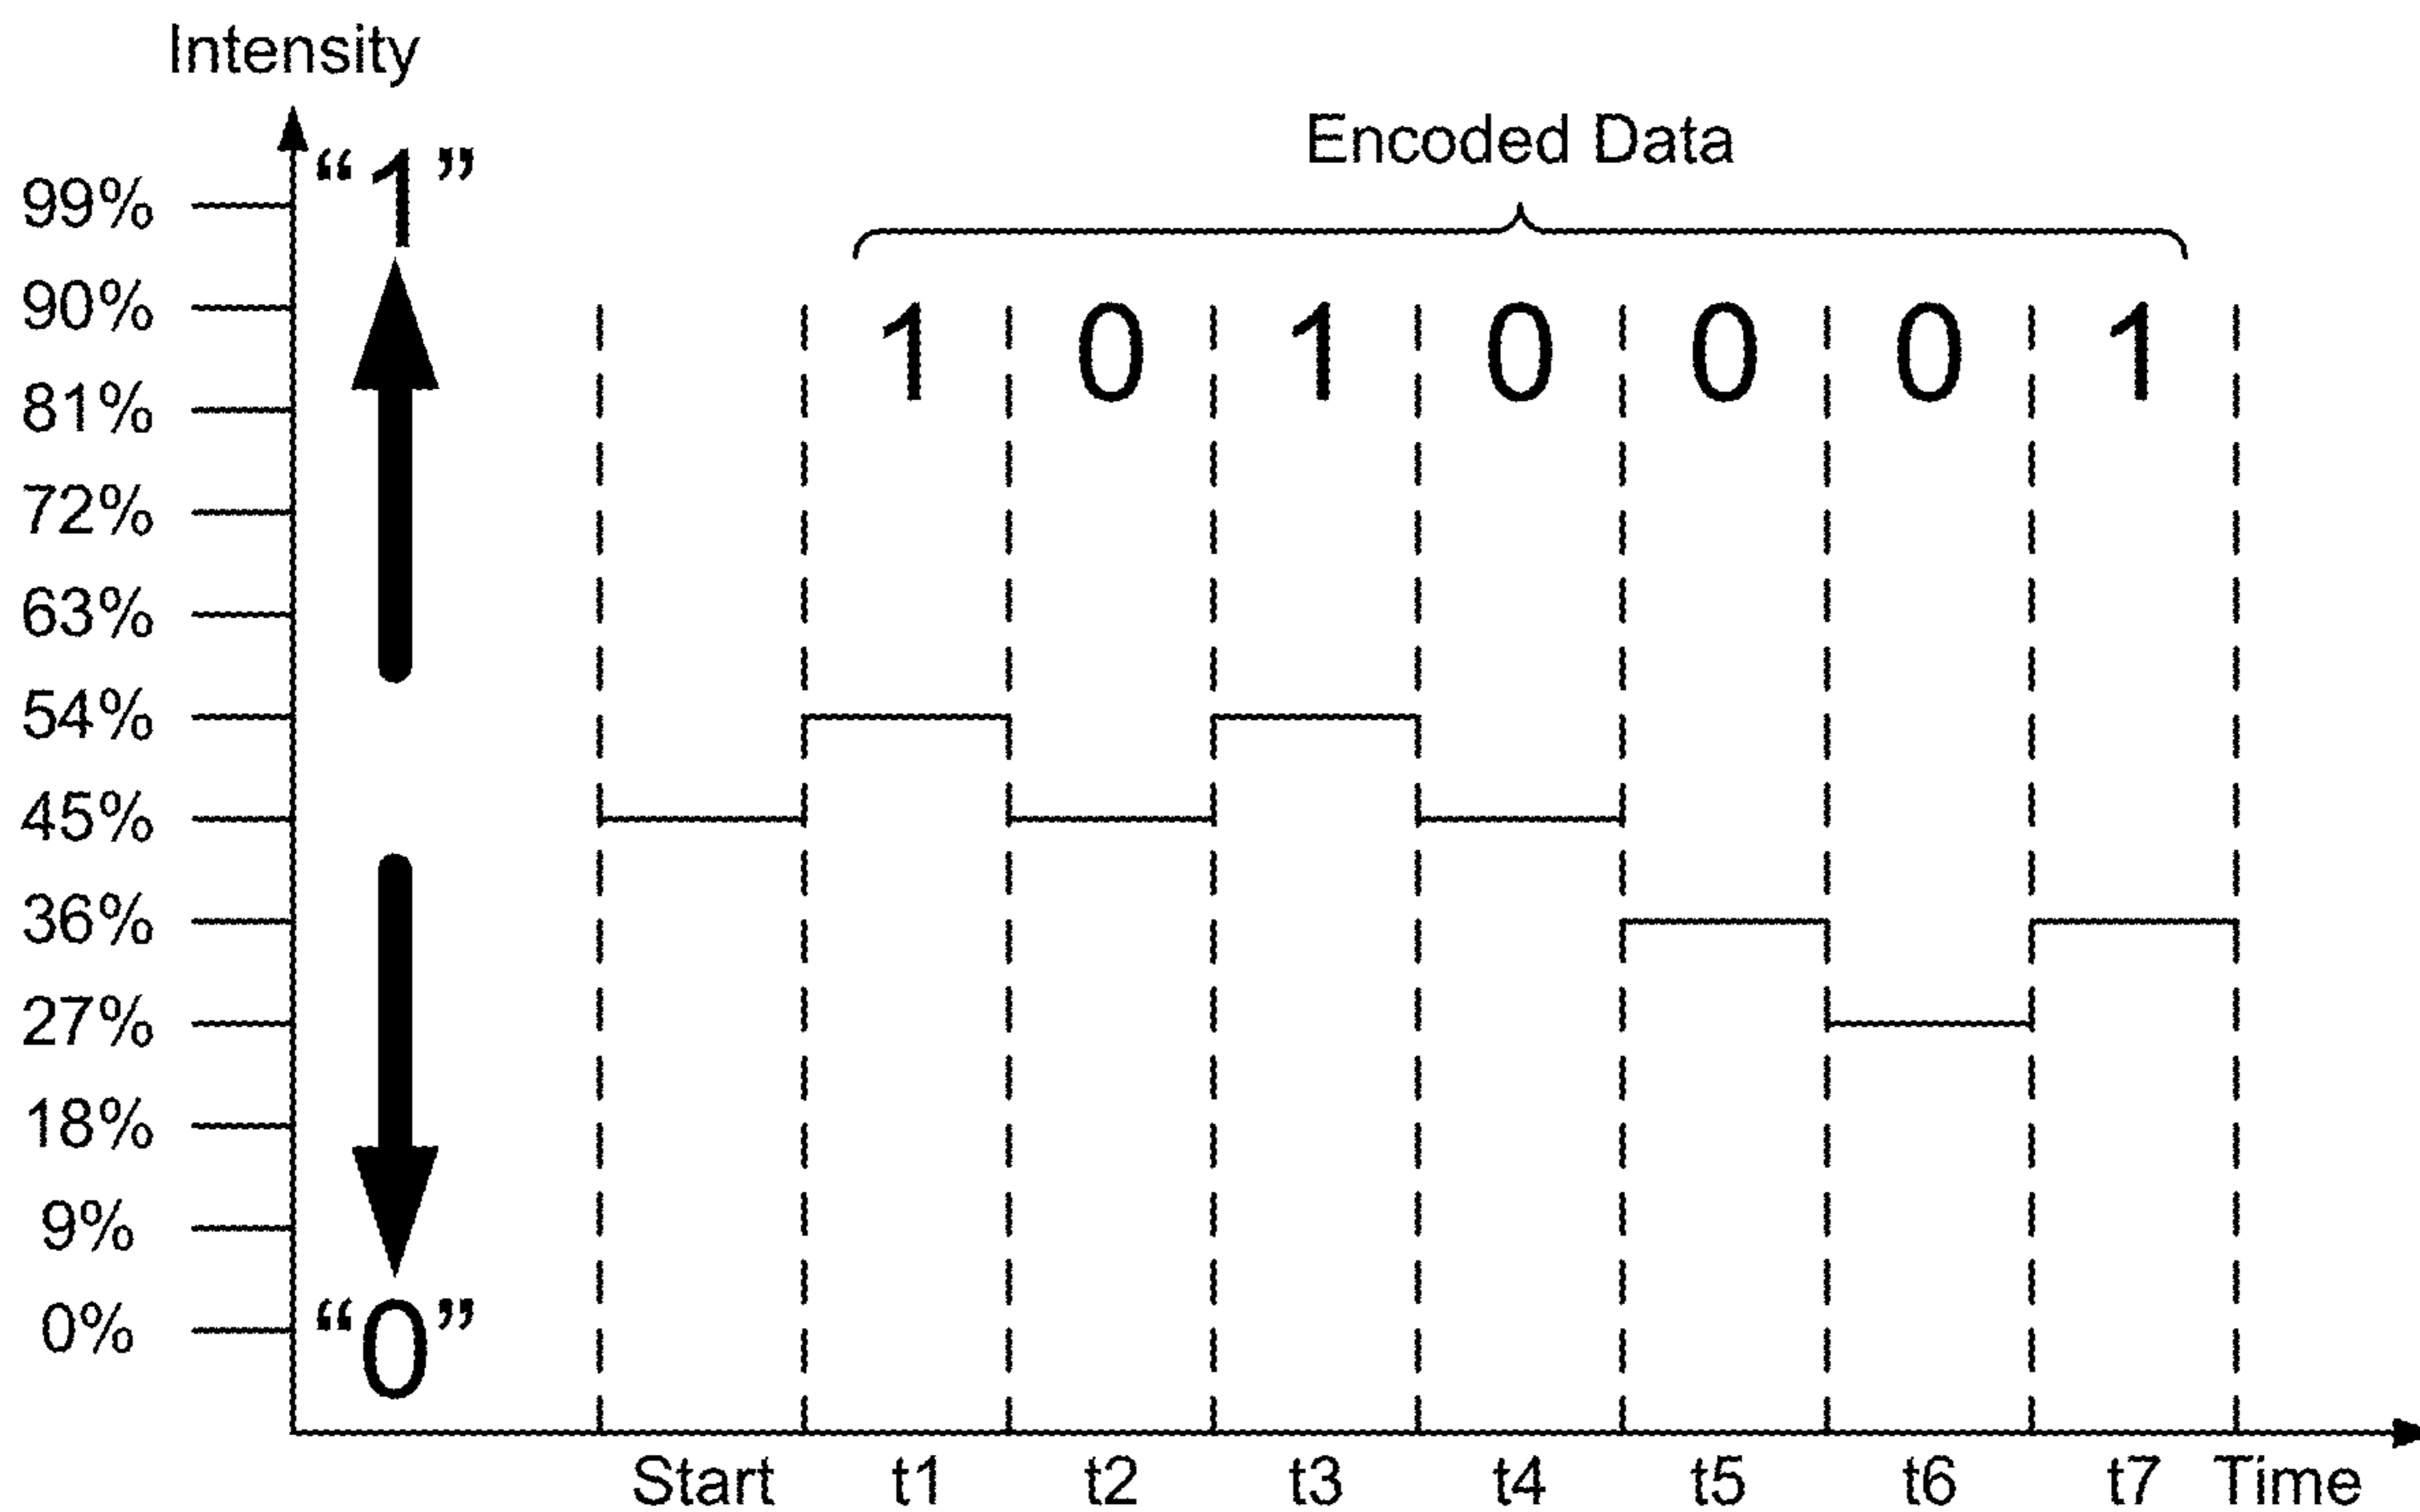 Intensity
Encoded Data
99% “1”
90% 1 0 1 0 0 0 1
81%
72%
63%
54%
45%
36%
27%
18%
9%
0% “0”
Start t1 t2 t3 t4 t5 t6 t7 Time